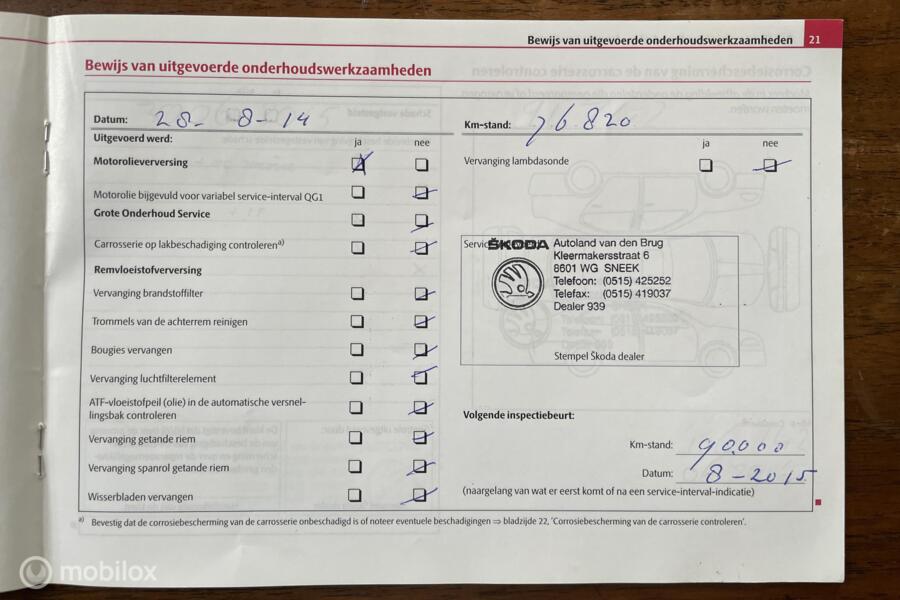 Bewijs van uitgevoerde onderhoudswerkzaamheden 21
Bewijs van uitgevoerde onderhoudswerkzaamheden
Datum: 28- 8-14
Km-stand: 76.820
Uitgevoerd werd: ja nee
ja nee
Motorolieverversing
Vervanging lambdasonde
Motorolie bijgevuld voor variabel service-interval QG1
Grote Onderhoud Service
Carrosserie op lakbeschadiging controleren a)
Remvloeistofverversing
Vervanging brandstoffilter
Trommels van de achterrem reinigen
Bougies vervangen
Vervanging luchtfilterelement
ATF-vloeistofpeil (olie) in de automatische versnel-
lingsbak controleren
Vervanging getande riem
Vervanging spanrol getande riem
Wisserbladen vervangen
ŠKODA Autoland van den Brug
Kleermakersstraat 6
8601 WG SNEEK
Telefoon: (0515) 425252
Telefax: (0515) 419037
Dealer 939
Stempel Škoda dealer
Volgende inspectiebeurt:
Km-stand: 90.000
Datum: 8-2015
(naargelang van wat er eerst komt of na een service-interval-indicatie)
a) Bevestig dat de corrosiebescherming van de carrosserie onbeschadigd is of noteer eventuele beschadigingen ⇒ bladzijde 22, 'Corrosiebescherming van de carrosserie controleren'.
mobilox